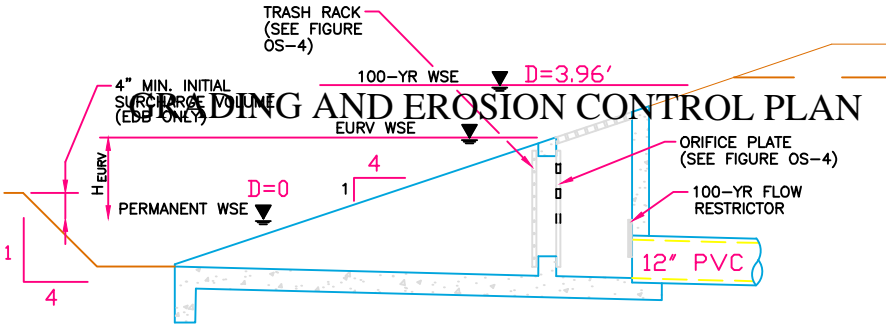 TRASH RACK
(SEE FIGURE
OS-4)
100-YR WSE
D=3.96'
4" MIN. INITIAL
SURCHARGE VOLUME
(EDB ONLY)
GRADING AND EROSION CONTROL PLAN
EURV WSE
ORIFICE PLATE
(SEE FIGURE OS-4)
HEURV
4
1
D=0
PERMANENT WSE
100-YR FLOW
RESTRICTOR
1
4
12" PVC